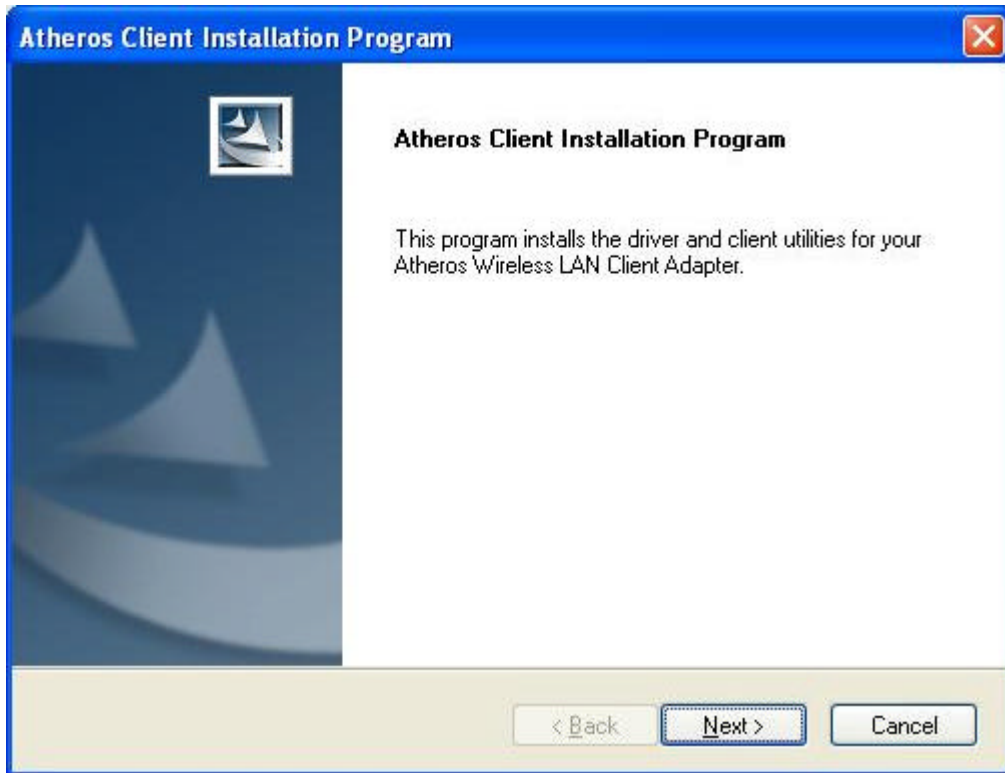 Atheros Client Installation Program
Atheros Client Installation Program
This program installs the driver and client utilities for your
Atheros Wireless LAN Client Adapter.
< Back
Next >
Cancel